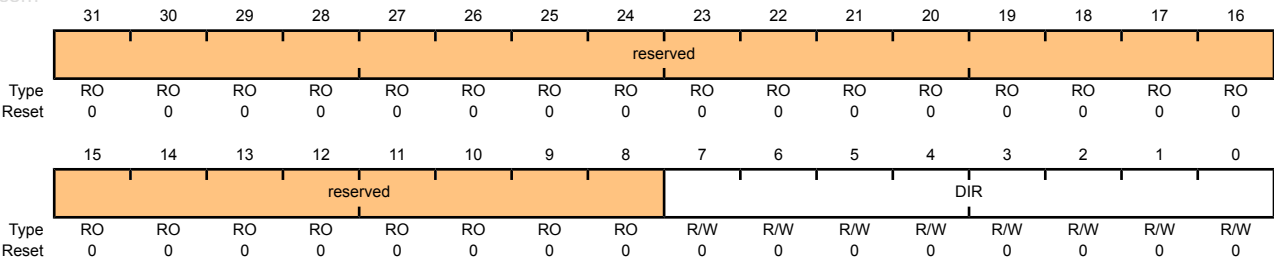 31 30 29 28 27 26 25 24 23 22 21 20 19 18 17 16
reserved
Type RO RO RO RO RO RO RO RO RO RO RO RO RO RO RO RO
Reset 0 0 0 0 0 0 0 0 0 0 0 0 0 0 0 0
15 14 13 12 11 10 9 8 7 6 5 4 3 2 1 0
reserved DIR
Type RO RO RO RO RO RO RO RO R/W R/W R/W R/W R/W R/W R/W R/W
Reset 0 0 0 0 0 0 0 0 0 0 0 0 0 0 0 0